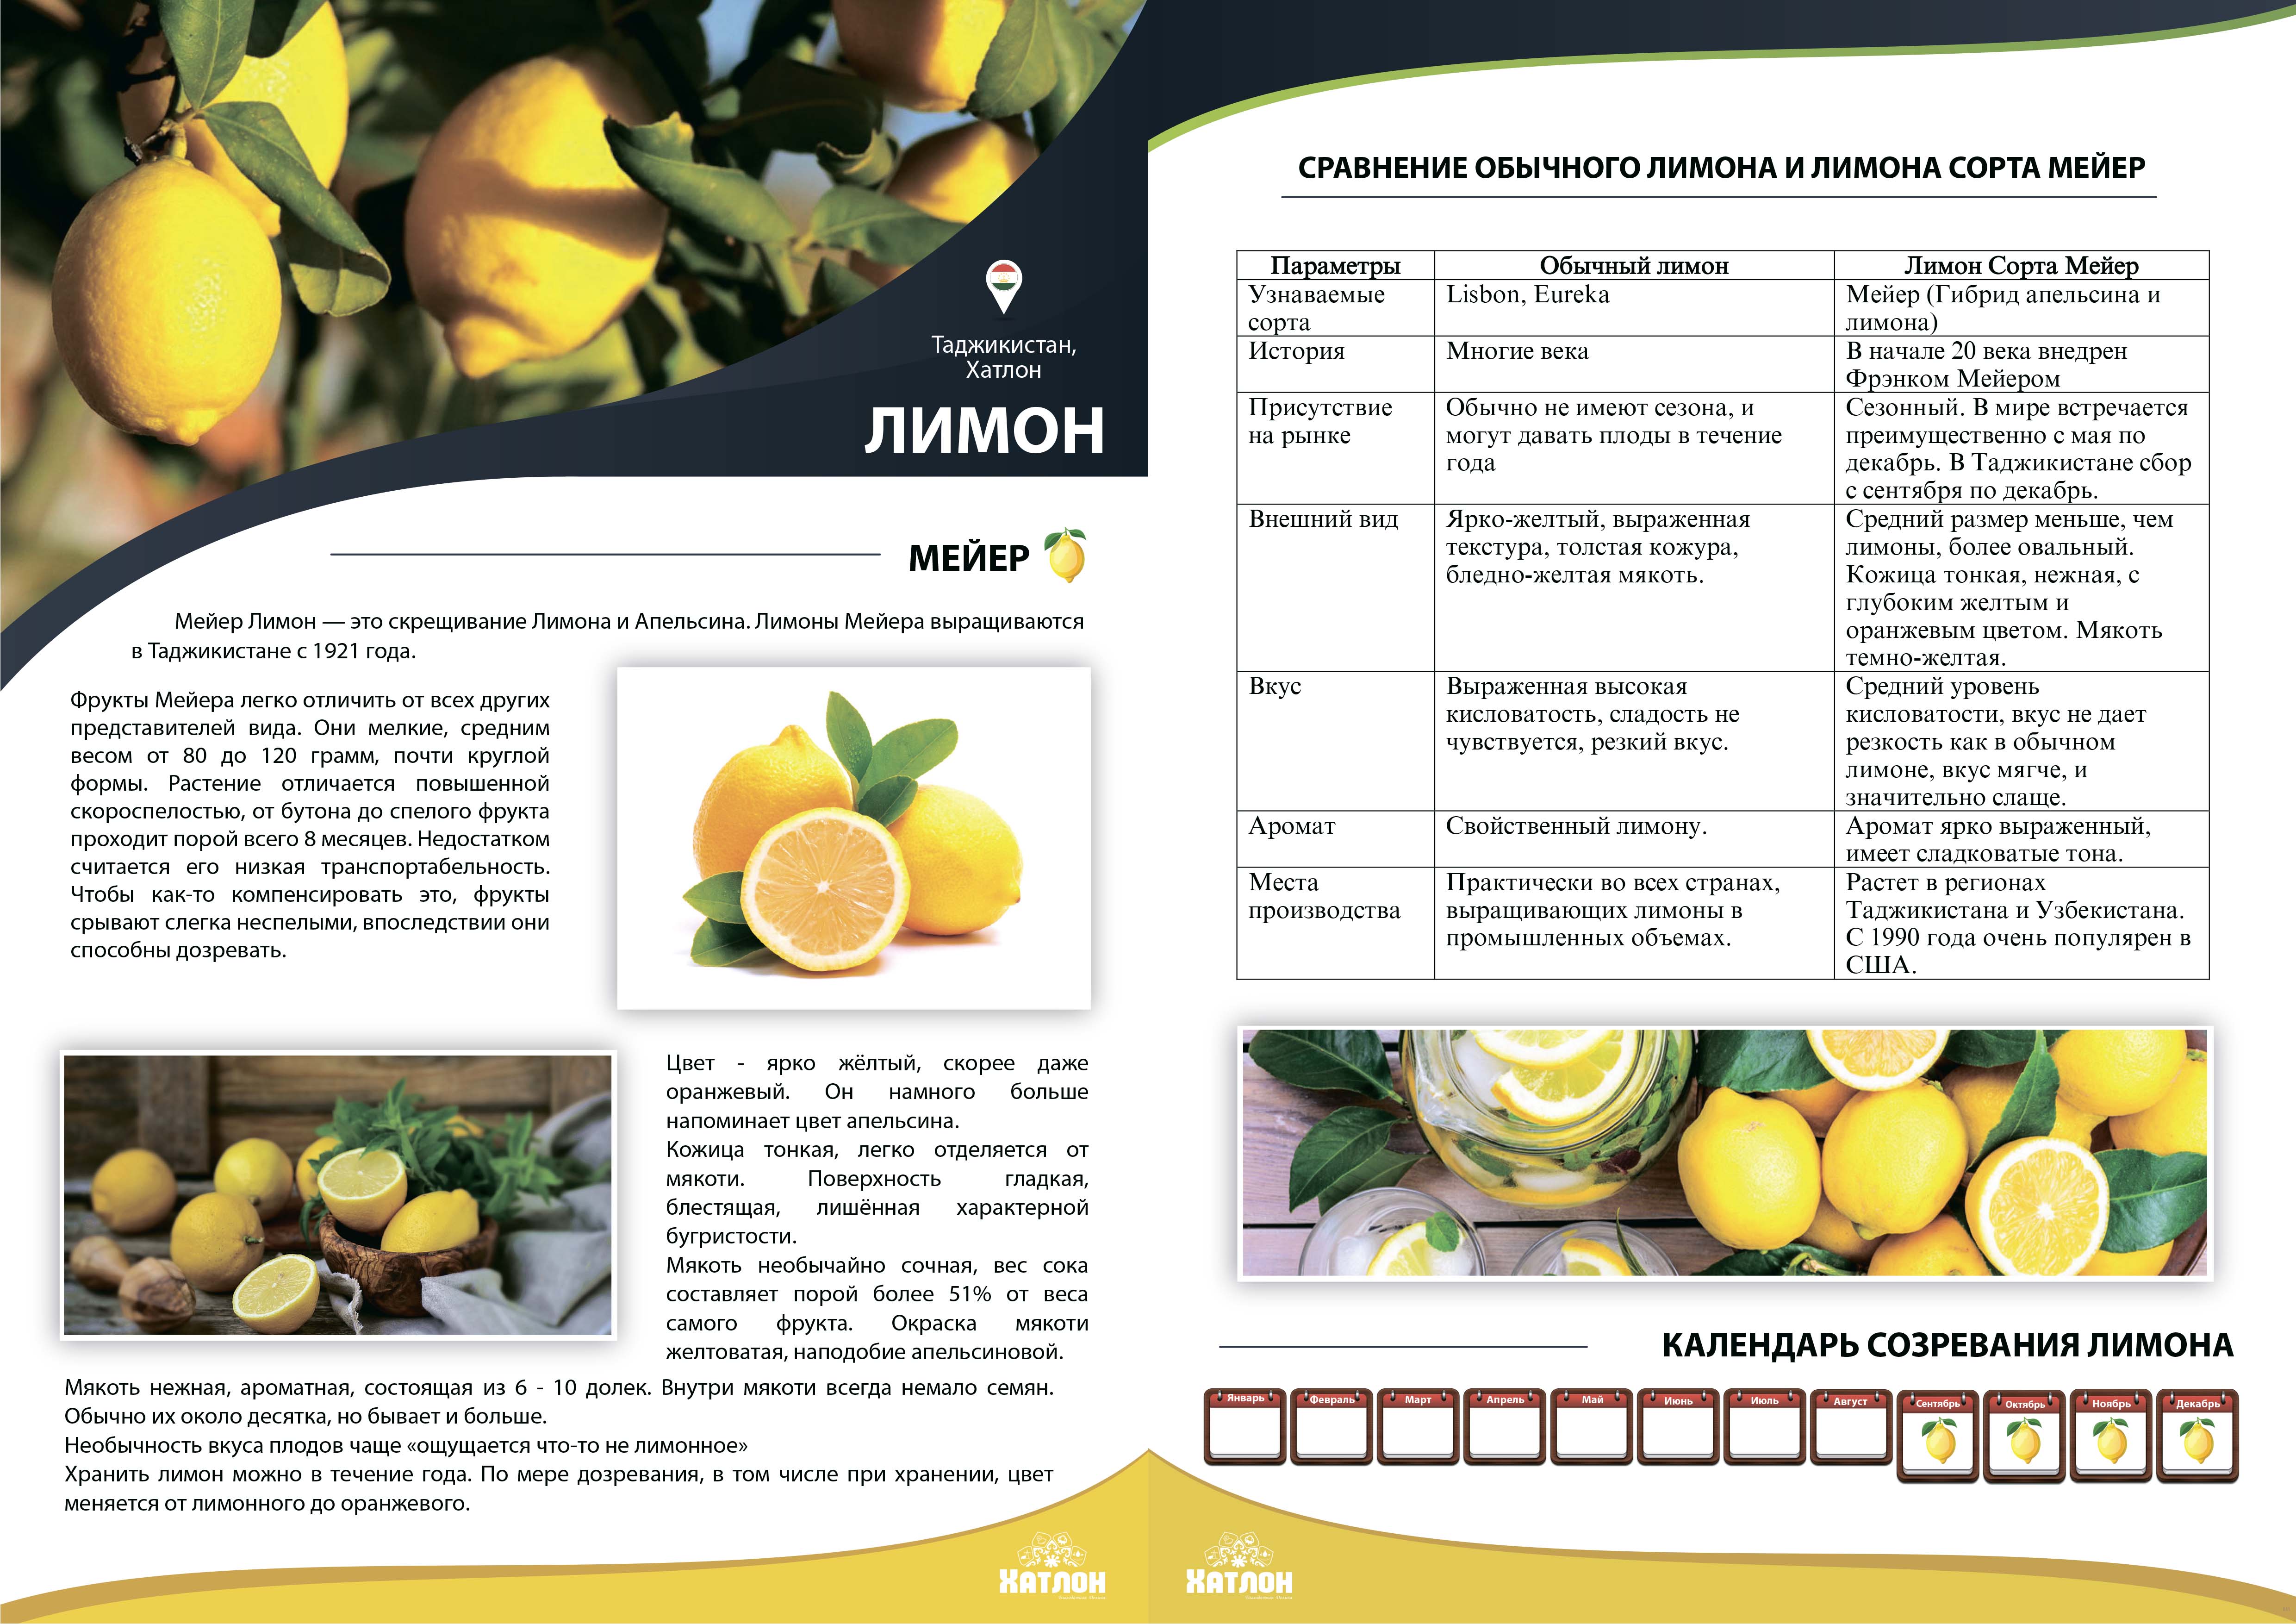 Таджикистан,
Хатлон
ЛИМОН
МЕЙЕР
Мейер Лимон — это скрещивание Лимона и Апельсина. Лимоны Мейера выращиваются
в Таджикистане с 1921 года.
Фрукты Мейера легко отличить от всех других
представителей вида. Они мелкие, средним
весом от 80 до 120 грамм, почти круглой
формы. Растение отличается повышенной
скороспелостью, от бутона до спелого фрукта
проходит порой всего 8 месяцев. Недостатком
считается его низкая транспортабельность.
Чтобы как-то компенсировать это, фрукты
срывают слегка неспелыми, впоследствии они
способны дозревать.
Цвет - ярко жёлтый, скорее даже
оранжевый. Он намного больше
напоминает цвет апельсина.
Кожица тонкая, легко отделяется от
мякоти. Поверхность гладкая,
блестящая, лишённая характерной
бугристости.
Мякоть необычайно сочная, вес сока
составляет порой более 51% от веса
самого фрукта. Окраска мякоти
желтоватая, наподобие апельсиновой.
Мякоть нежная, ароматная, состоящая из 6 - 10 долек. Внутри мякоти всегда немало семян.
Обычно их около десятка, но бывает и больше.
Необычность вкуса плодов чаще «ощущается что-то не лимонное»
Хранить лимон можно в течение года. По мере дозревания, в том числе при хранении, цвет
меняется от лимонного до оранжевого.
ХАТЛОН
СРАВНЕНИЕ ОБЫЧНОГО ЛИМОНА И ЛИМОНА СОРТА МЕЙЕР
Параметры Обычный лимон Лимон Сорта Мейер
Узнаваемые
сорта
Lisbon, Eureka
Мейер (Гибрид апельсина и
лимона)
История
Многие века
В начале 20 века внедрен
Фрэнком Мейером
Присутствие
на рынке
Обычно не имеют сезона, и
могут давать плоды в течение
года
Сезонный. В мире встречается
преимущественно с мая по
декабрь. В Таджикистане сбор
с сентября по декабрь.
Внешний вид
Ярко-желтый, выраженная
текстура, толстая кожура,
бледно-желтая мякоть.
Средний размер меньше, чем
лимоны, более овальный.
Кожица тонкая, нежная, с
глубоким желтым и
оранжевым цветом. Мякоть
темно-желтая.
Вкус
Выраженная высокая
кисловатость, сладость не
чувствуется, резкий вкус.
Средний уровень
кисловатости, вкус не дает
резкость как в обычном
лимоне, вкус мягче, и
значительно слаще.
Аромат
Свойственный лимону.
Аромат ярко выраженный,
имеет сладковатые тона.
Места
производства
Практически во всех странах,
выращивающих лимоны в
промышленных объемах.
Растет в регионах
Таджикистана и Узбекистана.
С 1990 года очень популярен в
США.
КАЛЕНДАРЬ СОЗРЕВАНИЯ ЛИМОНА
Январь Февраль Март Апрель Май Июнь Июль Август Сентябрь Октябрь Ноябрь Декабрь
ХАТЛОН